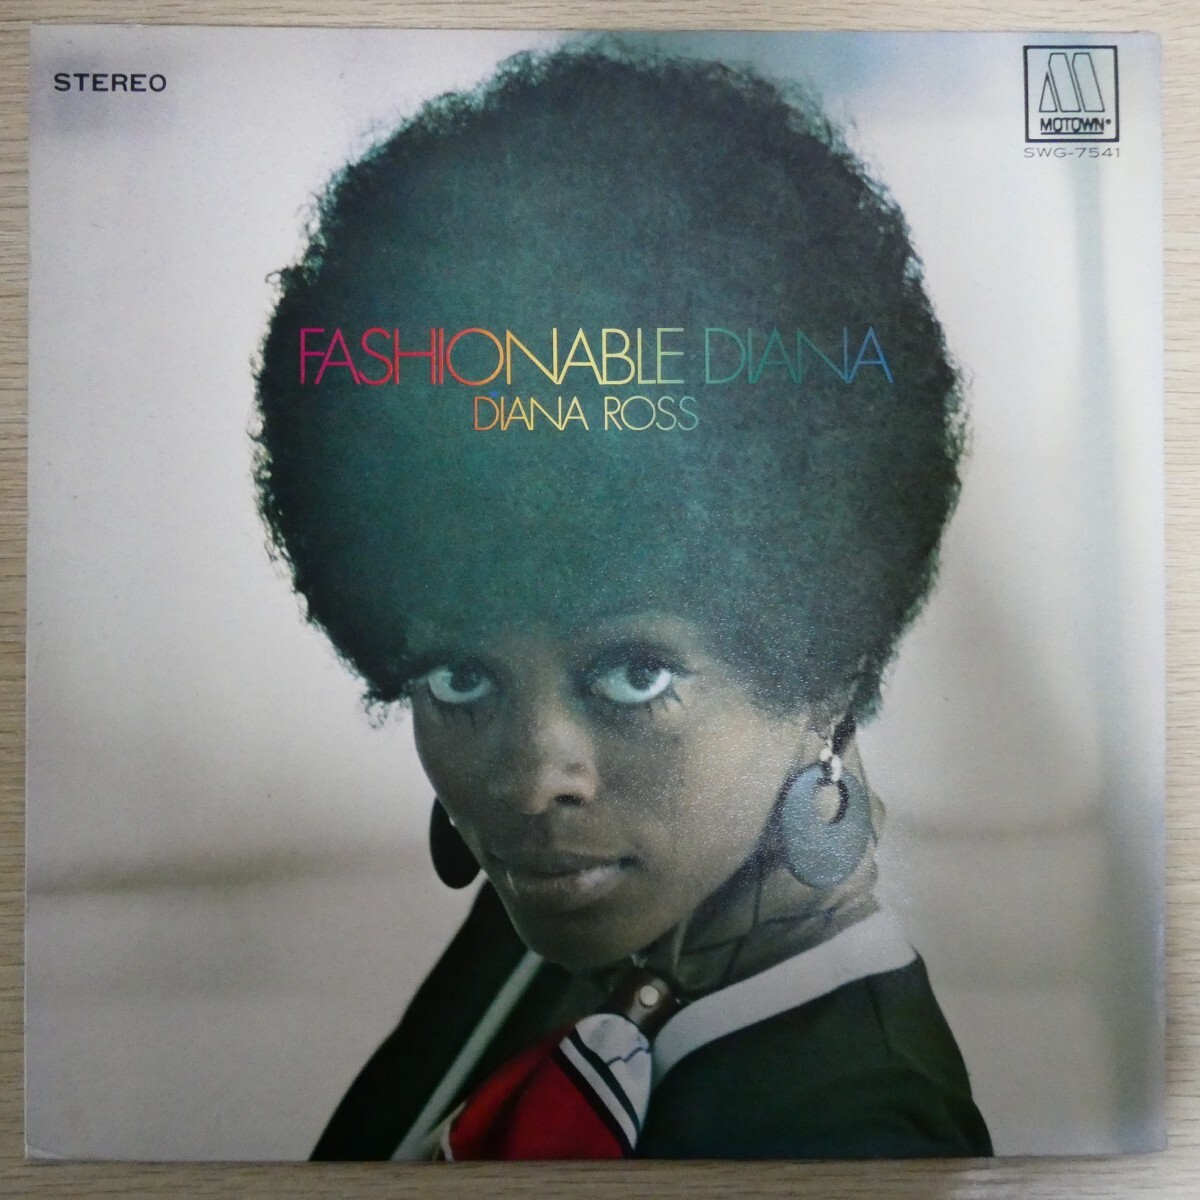 STEREO
MOTOWN®
SWG-7541
FASHIONABLE DIANA
DIANA ROSS